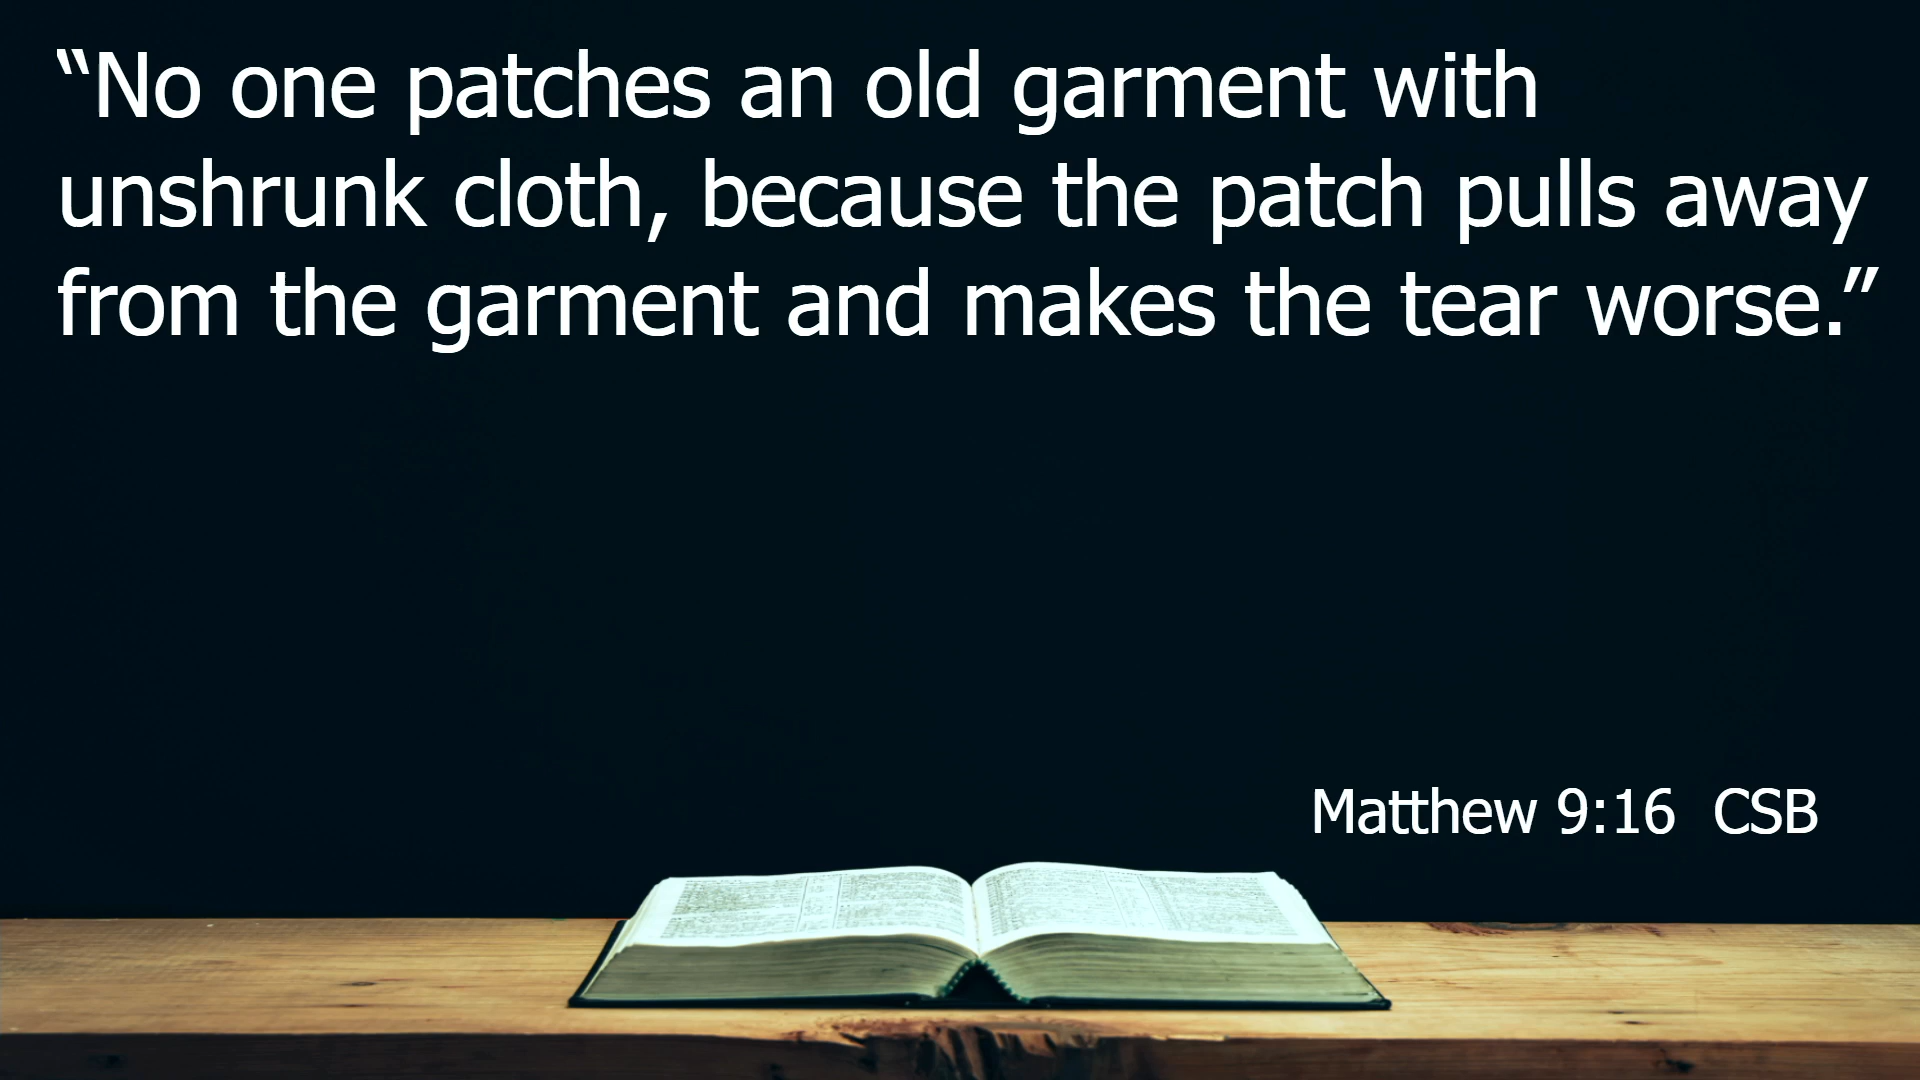 “No one patches an old garment with
unshrunk cloth, because the patch pulls away
from the garment and makes the tear worse.”
Matthew 9:16  CSB